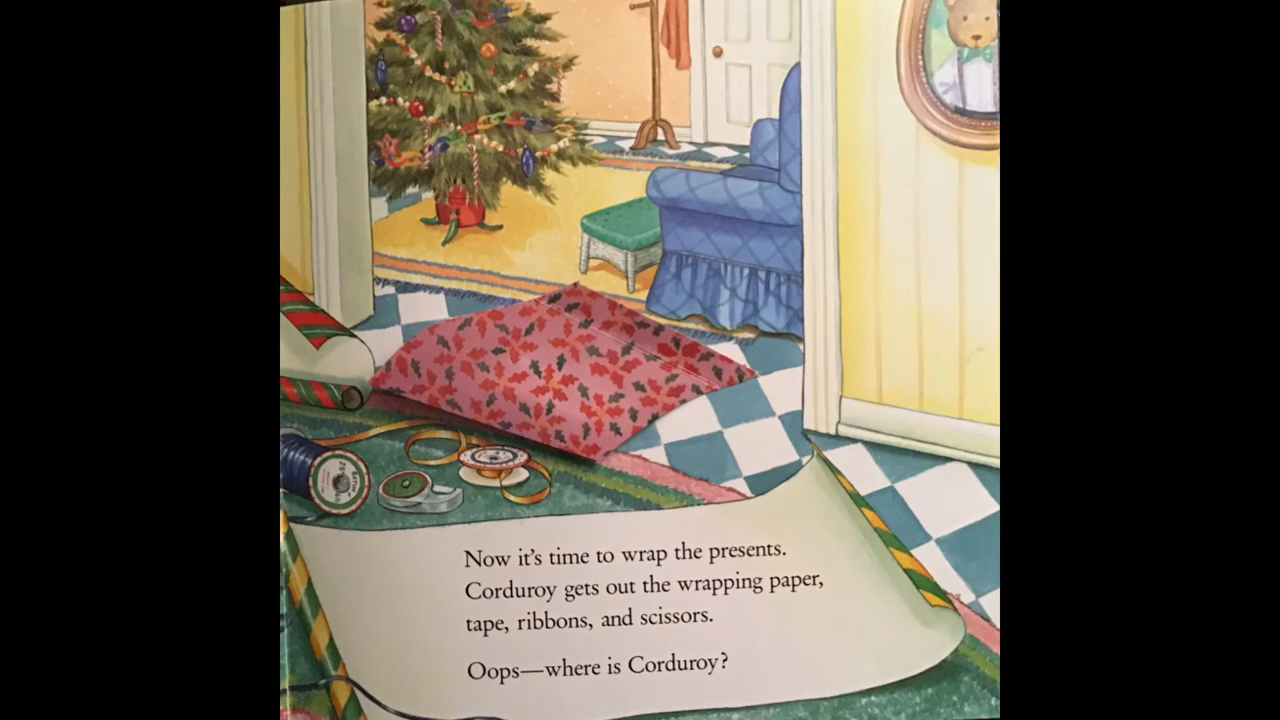 Now it's time to wrap the presents.
Corduroy gets out the wrapping paper,
tape, ribbons, and scissors.
Oops—where is Corduroy?